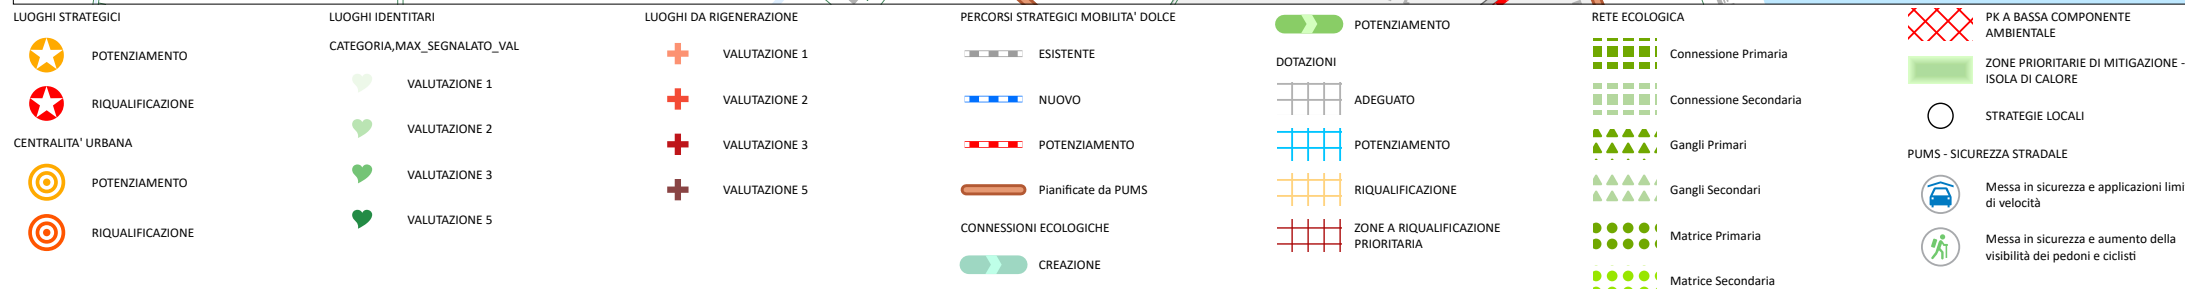 LUOGHI STRATEGICI
POTENZIAMENTO
RIQUALIFICAZIONE
CENTRALITA' URBANA
POTENZIAMENTO
RIQUALIFICAZIONE
LUOGHI IDENTITARI
CATEGORIA,MAX_SEGNALATO_VAL
VALUTAZIONE 1
VALUTAZIONE 2
VALUTAZIONE 3
VALUTAZIONE 5
LUOGHI DA RIGENERAZIONE
VALUTAZIONE 1
VALUTAZIONE 2
VALUTAZIONE 3
VALUTAZIONE 5
PERCORSI STRATEGICI MOBILITA' DOLCE
ESISTENTE
NUOVO
POTENZIAMENTO
Pianificate da PUMS
CONNESSIONI ECOLOGICHE
CREAZIONE
POTENZIAMENTO
DOTAZIONI
ADEGUATO
POTENZIAMENTO
RIQUALIFICAZIONE
ZONE A RIQUALIFICAZIONE
PRIORITARIA
RETE ECOLOGICA
Connessione Primaria
Connessione Secondaria
Gangli Primari
Gangli Secondari
Matrice Primaria
Matrice Secondaria
PK A BASSA COMPONENTE
AMBIENTALE
ZONE PRIORITARIE DI MITIGAZIONE -
ISOLA DI CALORE
STRATEGIE LOCALI
PUMS - SICUREZZA STRADALE
Messa in sicurezza e applicazioni limi
di velocità
Messa in sicurezza e aumento della
visibilità dei pedoni e ciclisti